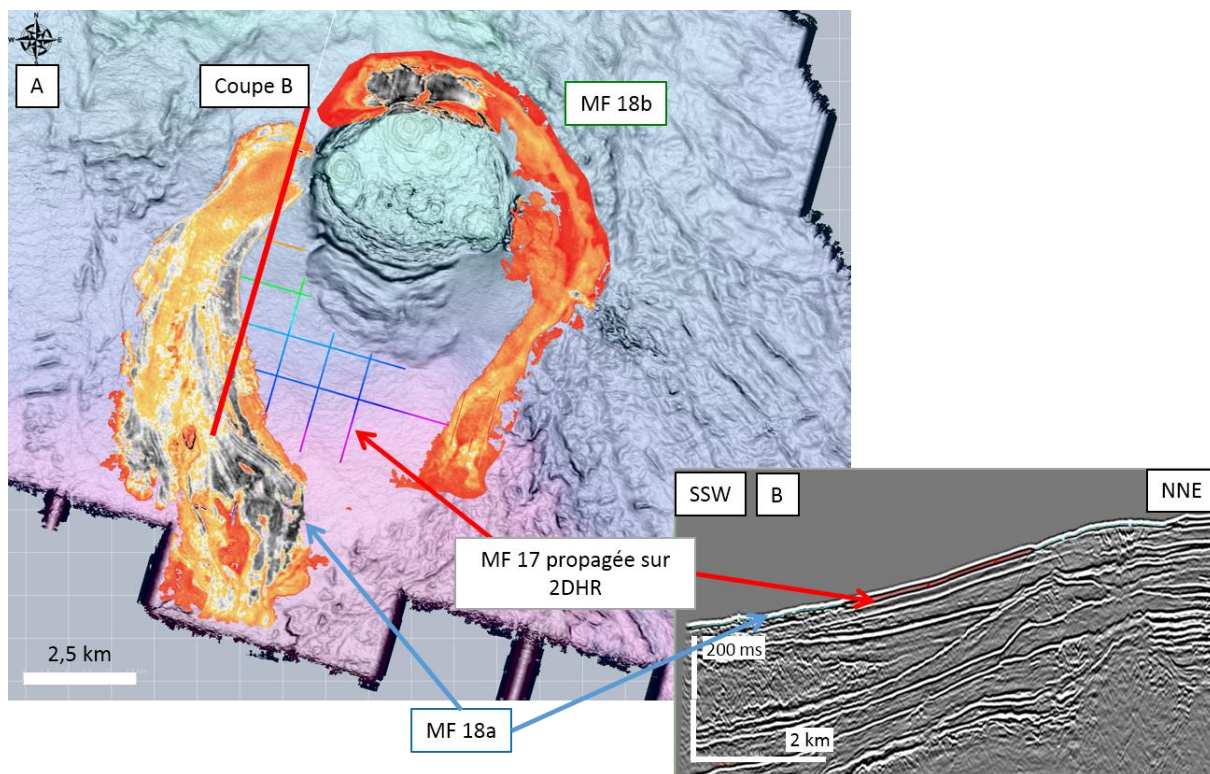 N
W
E
S
A
Coupe B
MF 18b
SSW
B
NNE
MF 17 propagée sur
2DHR
200 ms
2,5 km
MF 18a
2 km